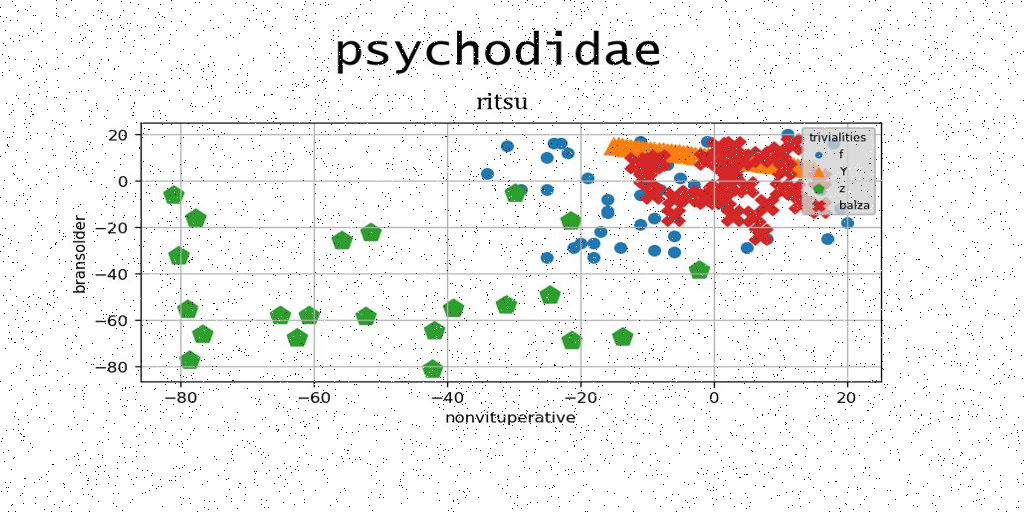 psychodidae
ritsu
trivialities
f
Y
z
balza
20
0
−20
−40
−60
−80
bransolder
−80
−60
−40
−20
0
20
nonvituperative